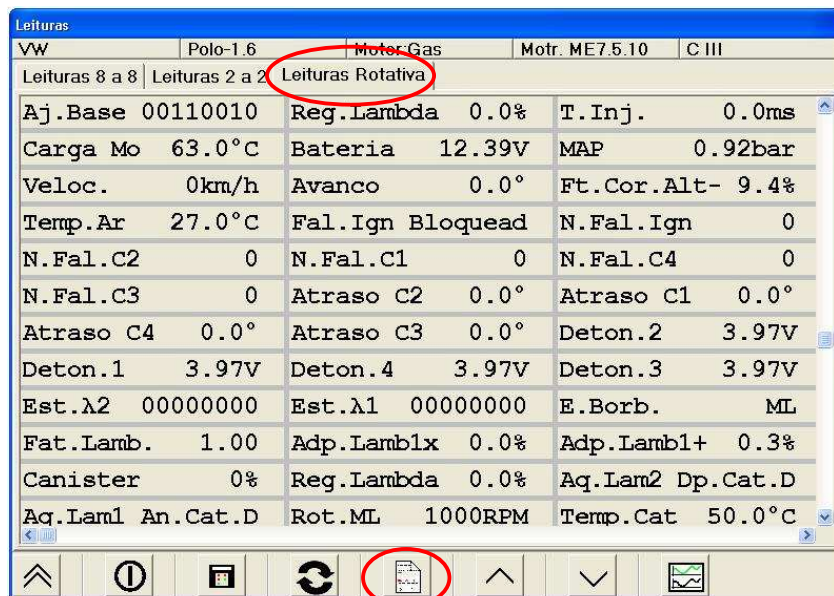 Leituras
VW Polo-1.6 Motor:Gas Motr. ME7.5.10 C III
Leituras 8 a 8 Leituras 2 a 2 Leituras Rotativa
Aj.Base 00110010 Reg.Lambda 0.0% T.Inj. 0.0ms
Carga Mo 63.0°C Bateria 12.39V MAP 0.92bar
Veloc. 0km/h Avanco 0.0° Ft.Cor.Alt- 9.4%
Temp.Ar 27.0°C Fal.Ign Bloquead N.Fal.Ign 0
N.Fal.C2 0 N.Fal.C1 0 N.Fal.C4 0
N.Fal.C3 0 Atraso C2 0.0° Atraso C1 0.0°
Atraso C4 0.0° Atraso C3 0.0° Deton.2 3.97V
Deton.1 3.97V Deton.4 3.97V Deton.3 3.97V
Est.λ2 00000000 Est.λ1 00000000 E.Borb. ML
Fat.Lamb. 1.00 Adp.Lamb1x 0.0% Adp.Lamb1+ 0.3%
Canister 0% Reg.Lambda 0.0% Aq.Lam2 Dp.Cat.D
Aq.Lam1 An.Cat.D Rot.ML 1000RPM Temp.Cat 50.0°C